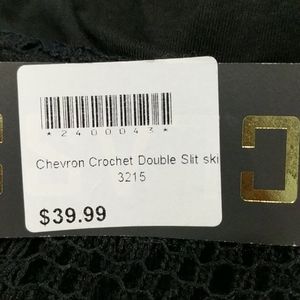 *2400043*
Chevron Crochet Double Slit ski
3215
$39.99